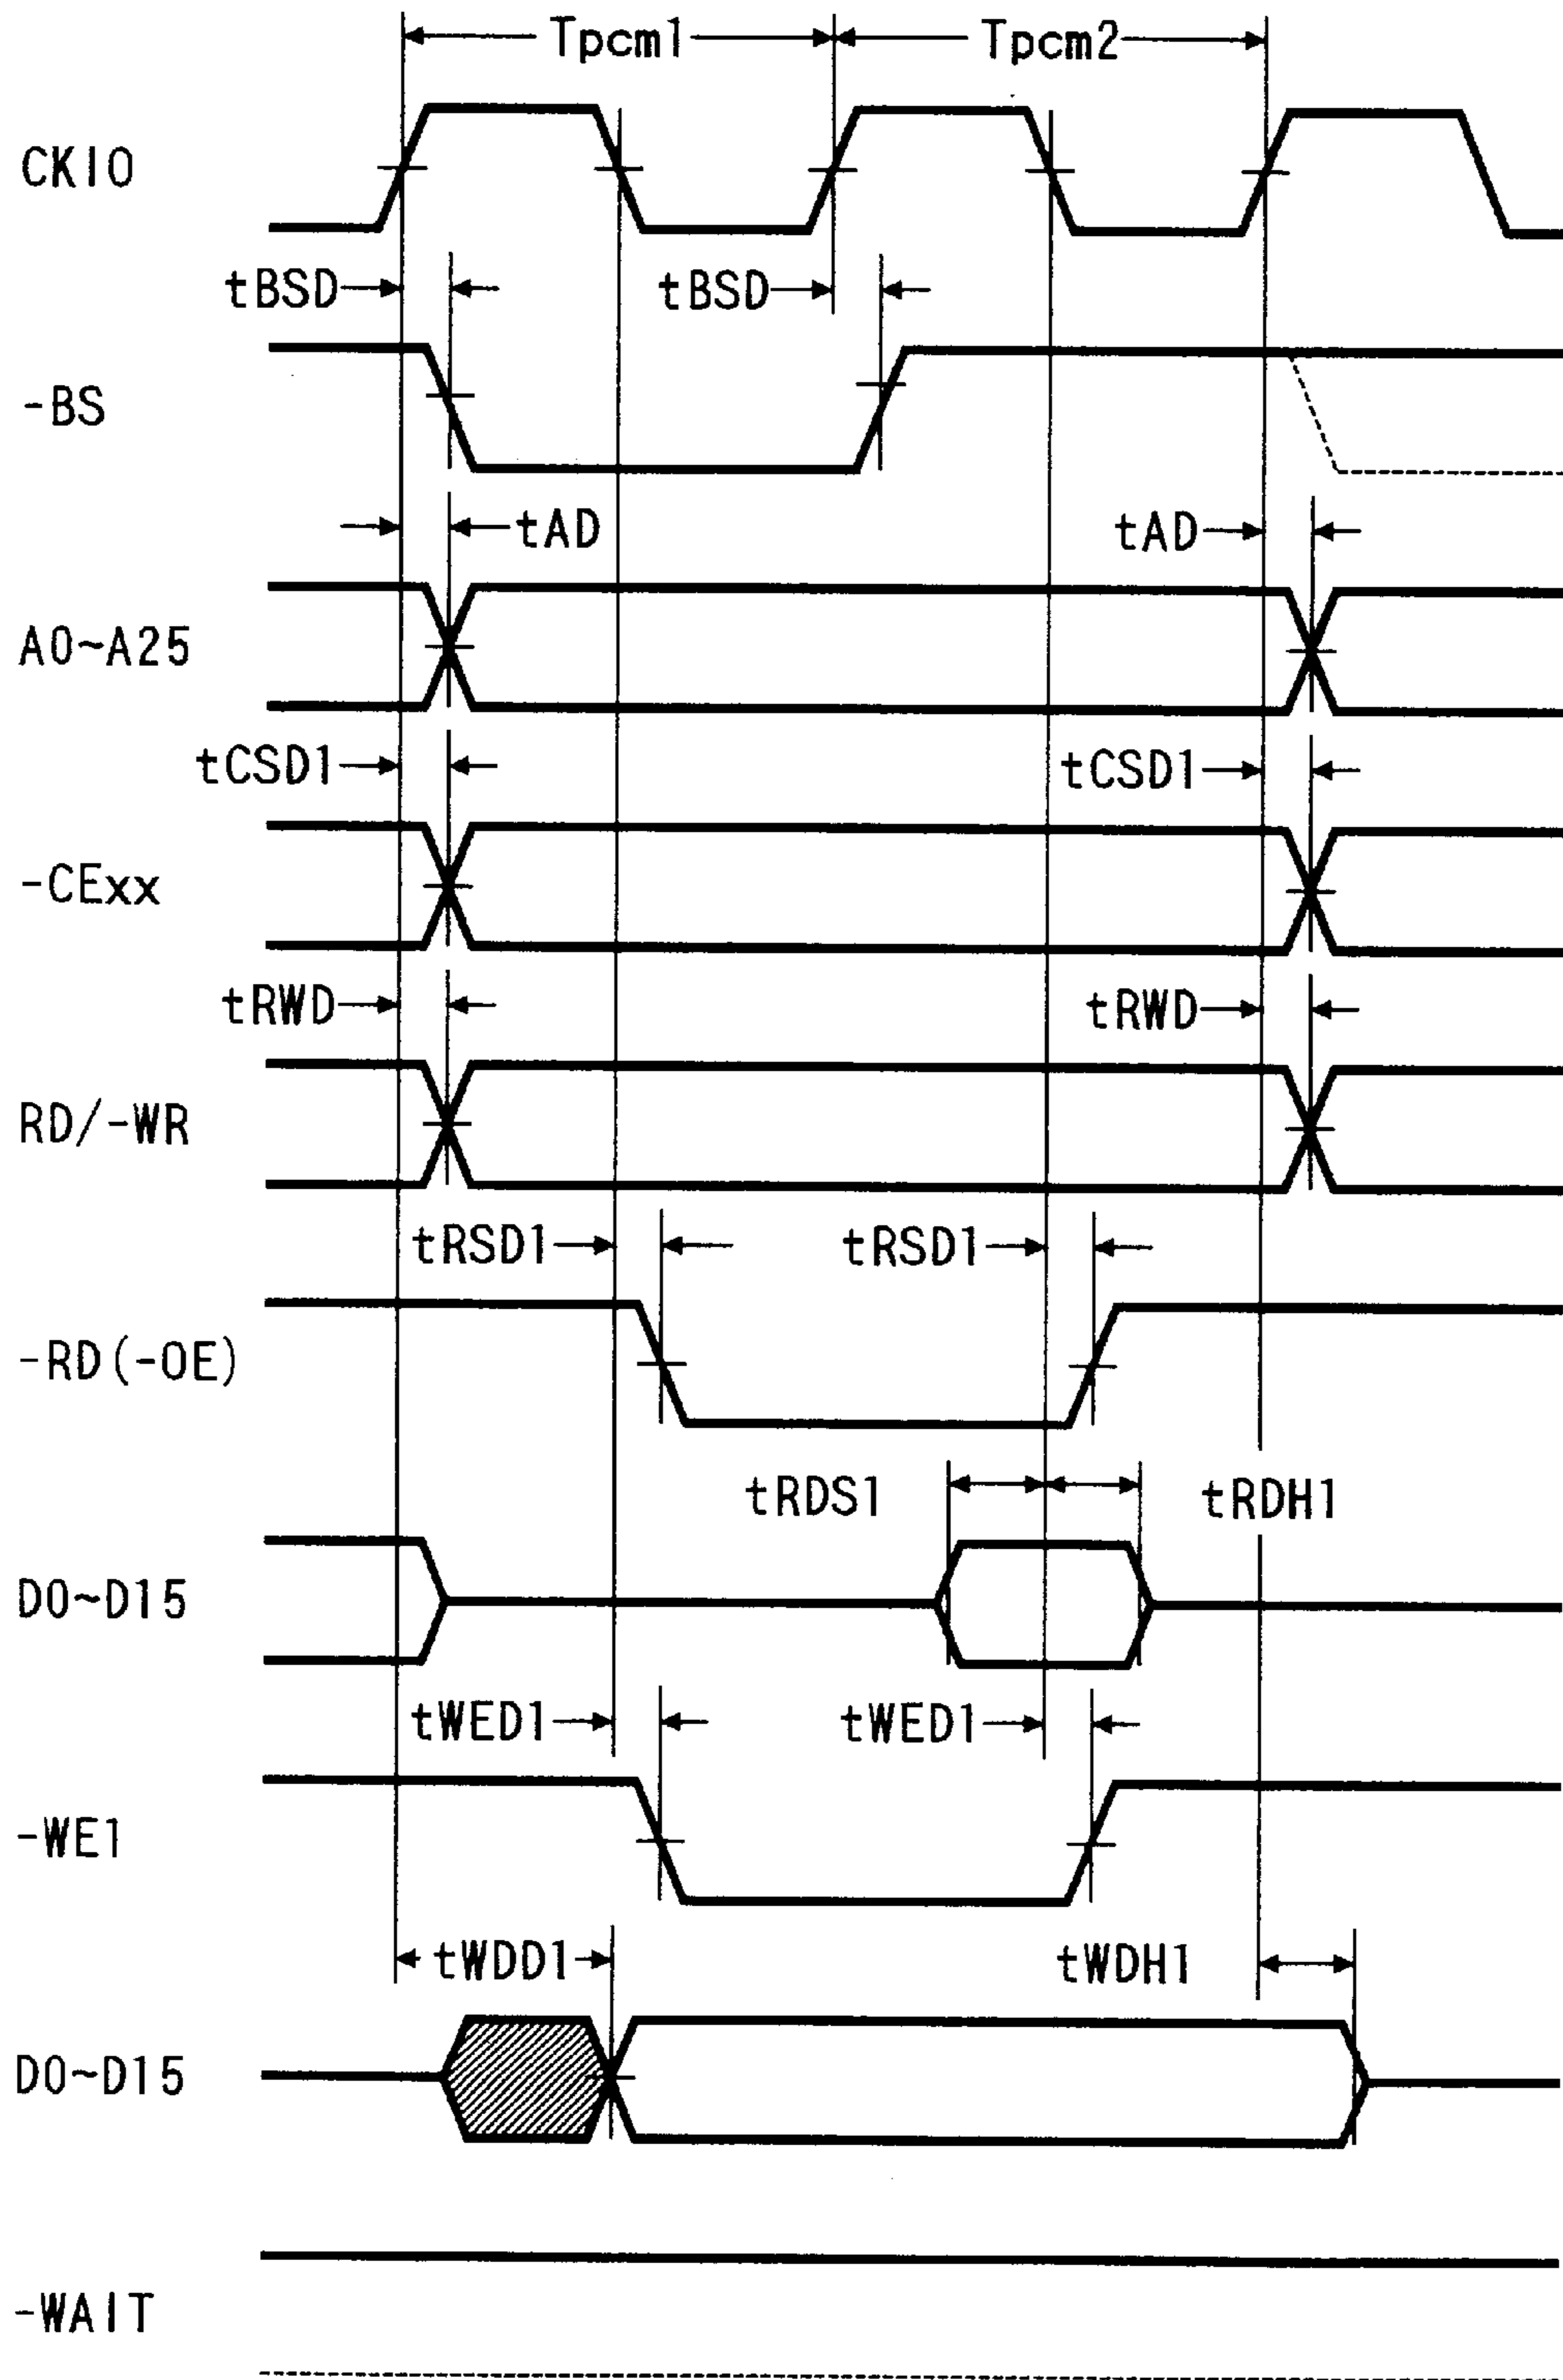 Tpcm1 Tpcm2
CKIO
tBSD tBSD
-BS
tAD tAD
A0~A25
tCSD1 tCSD1
-CExx
tRWD tRWD
RD/-WR
tRSD1 tRSD1
-RD(-OE)
tRDS1 tRDH1
D0~D15
tWED1 tWED1
-WE1
tWDD1 tWDH1
D0~D15
-WAIT